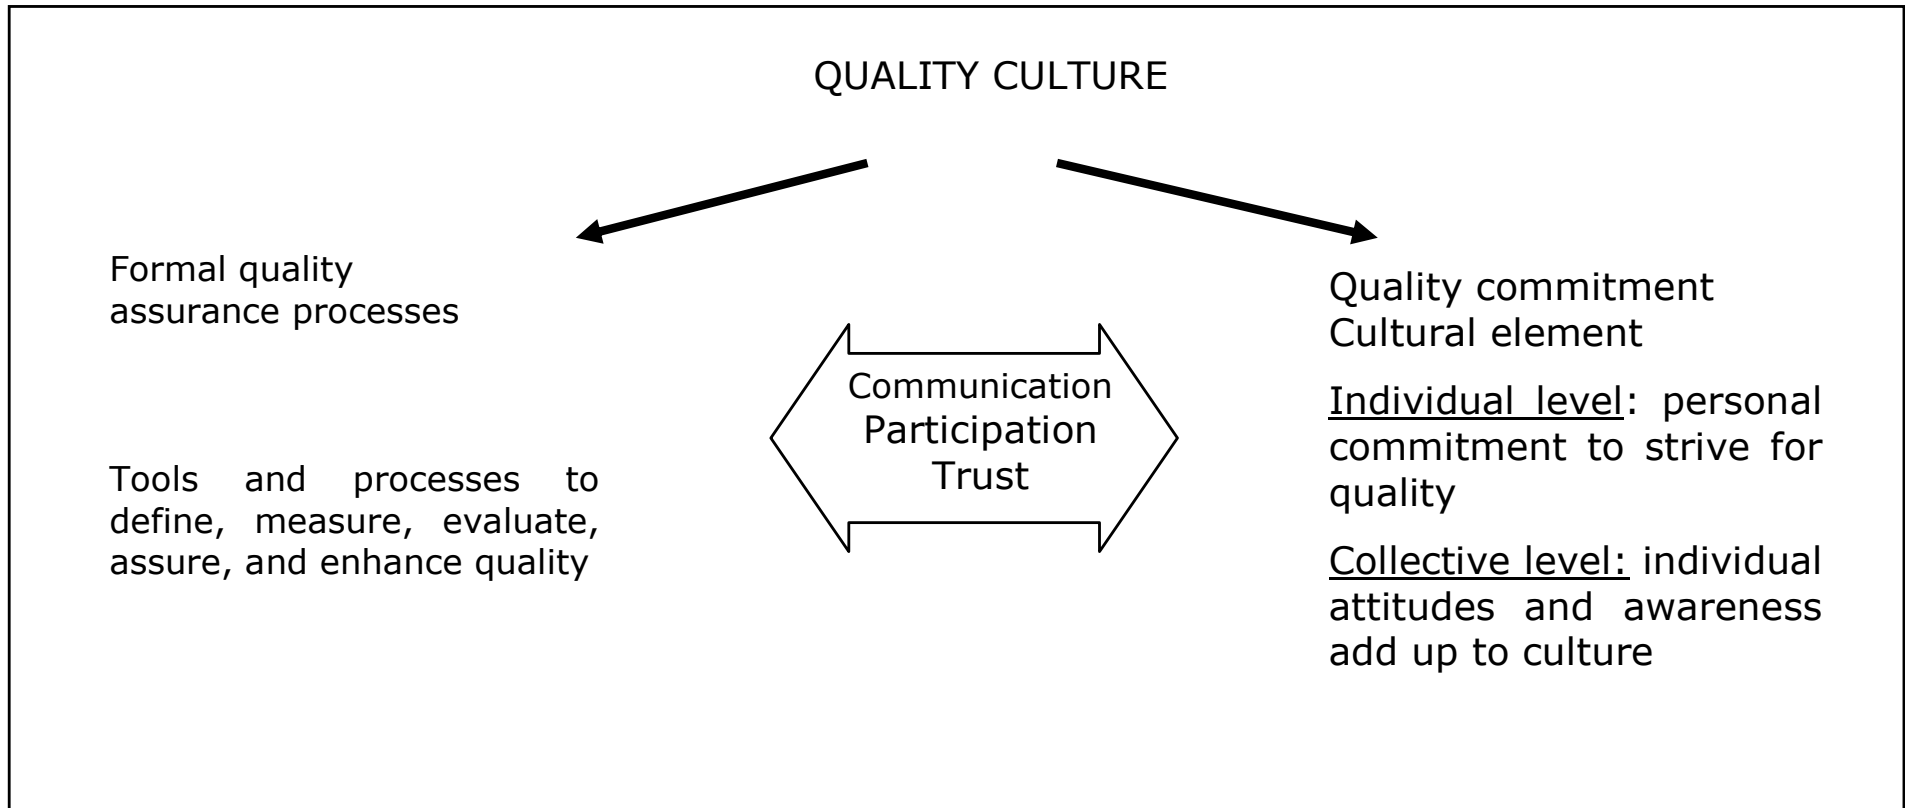 QUALITY CULTURE
Formal quality
assurance processes
Tools and processes to
define, measure, evaluate,
assure, and enhance quality
Communication
Participation
Trust
Quality commitment
Cultural element
Individual level: personal
commitment to strive for
quality
Collective level: individual
attitudes and awareness
add up to culture